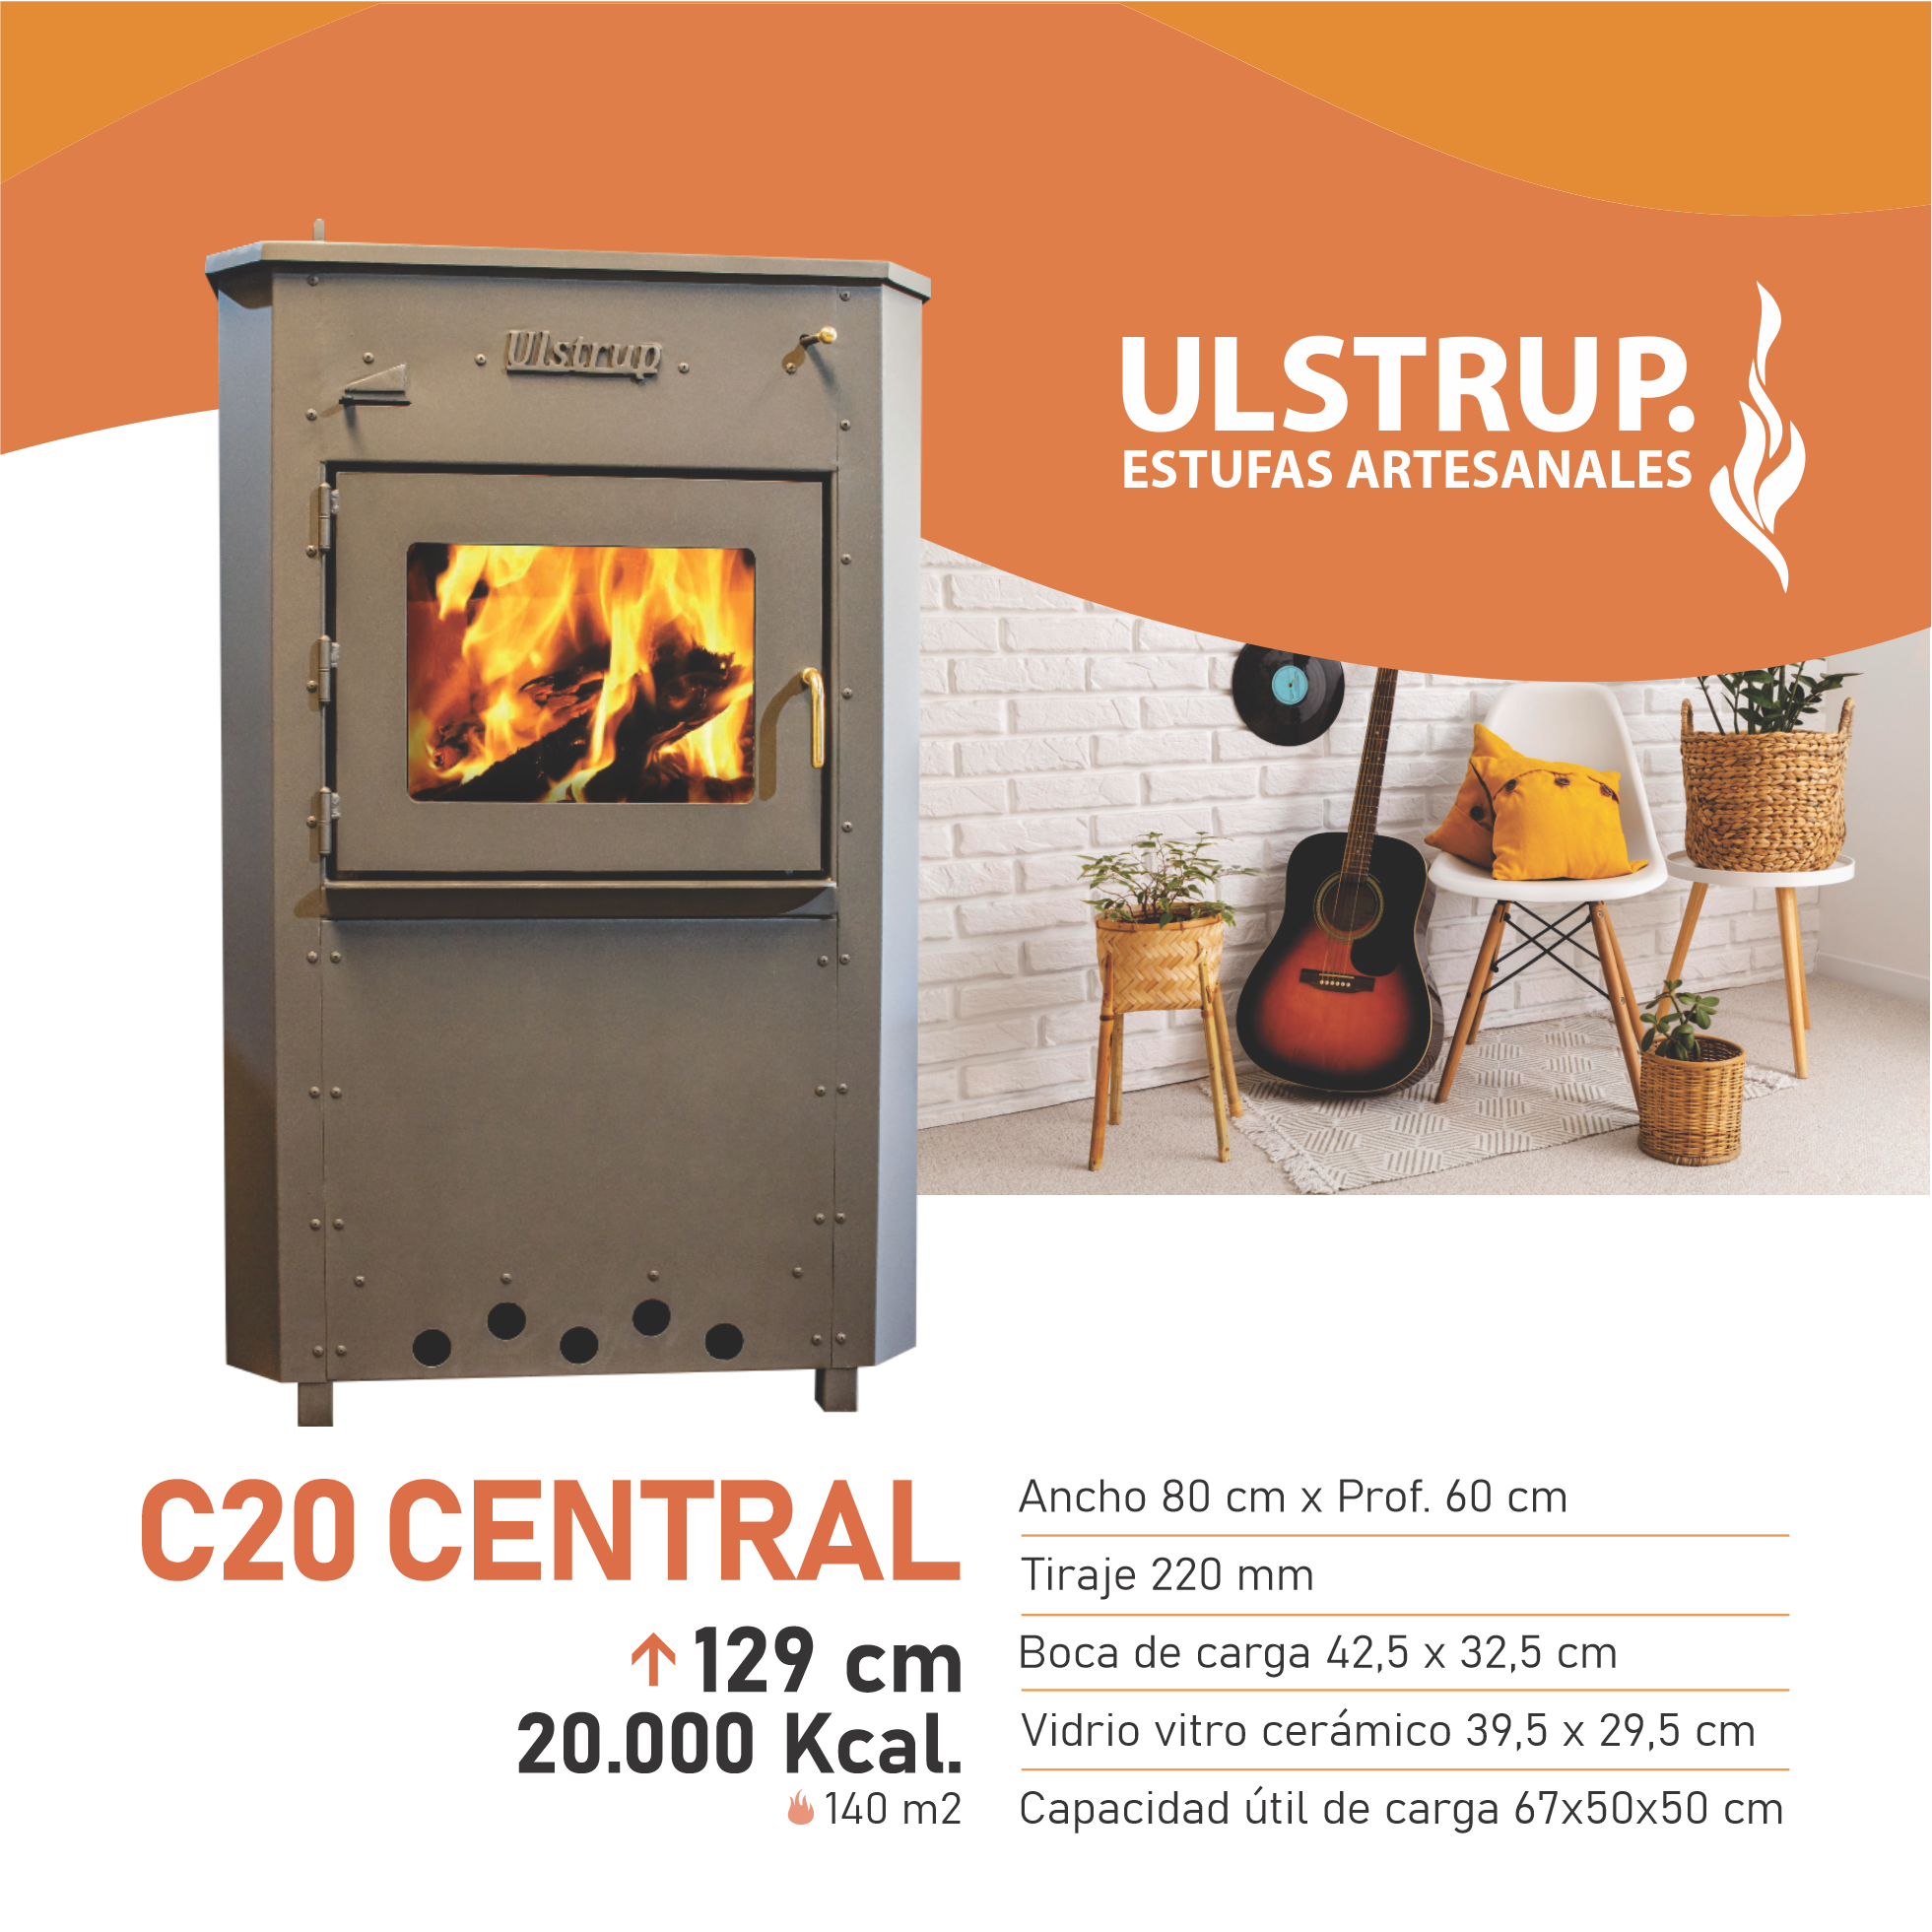 Ulstrup
ULSTRUP.
ESTUFAS ARTESANALES
C20 CENTRAL
129 cm
20.000 Kcal.
140 m2
Ancho 80 cm x Prof. 60 cm
Tiraje 220 mm
Boca de carga 42,5 x 32,5 cm
Vidrio vitro cerámico 39,5 x 29,5 cm
Capacidad útil de carga 67x50x50 cm